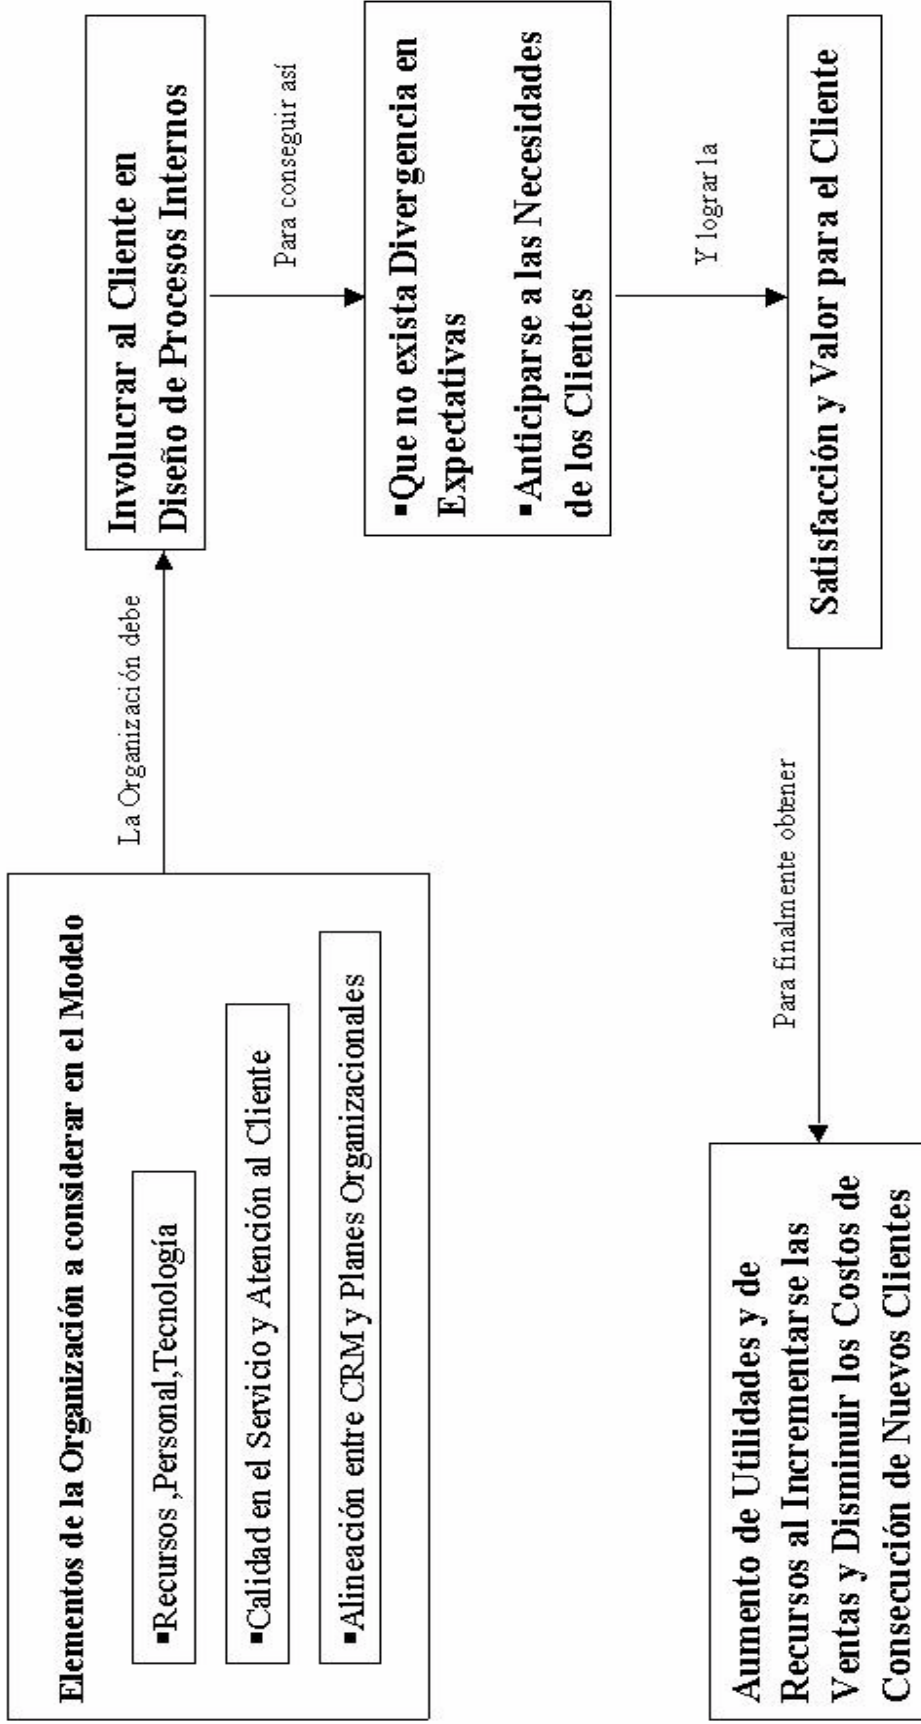 Elementos de la Organización a considerar en el Modelo
▪Recursos ,Personal,Tecnología
▪Calidad en el Servicio y Atención al Cliente
▪Alineación entre CRM y Planes Organizacionales
La Organización debe
Involucrar al Cliente en
Diseño de Procesos Internos
Para conseguir así
▪Que no exista Divergencia en
Expectativas
▪Anticiparse a las Necesidades
de los Clientes
Y lograr la
Satisfacción y Valor para el Cliente
Para finalmente obtener
Aumento de Utilidades y de
Recursos al Incrementarse las
Ventas y Disminuir los Costos de
Consecución de Nuevos Clientes